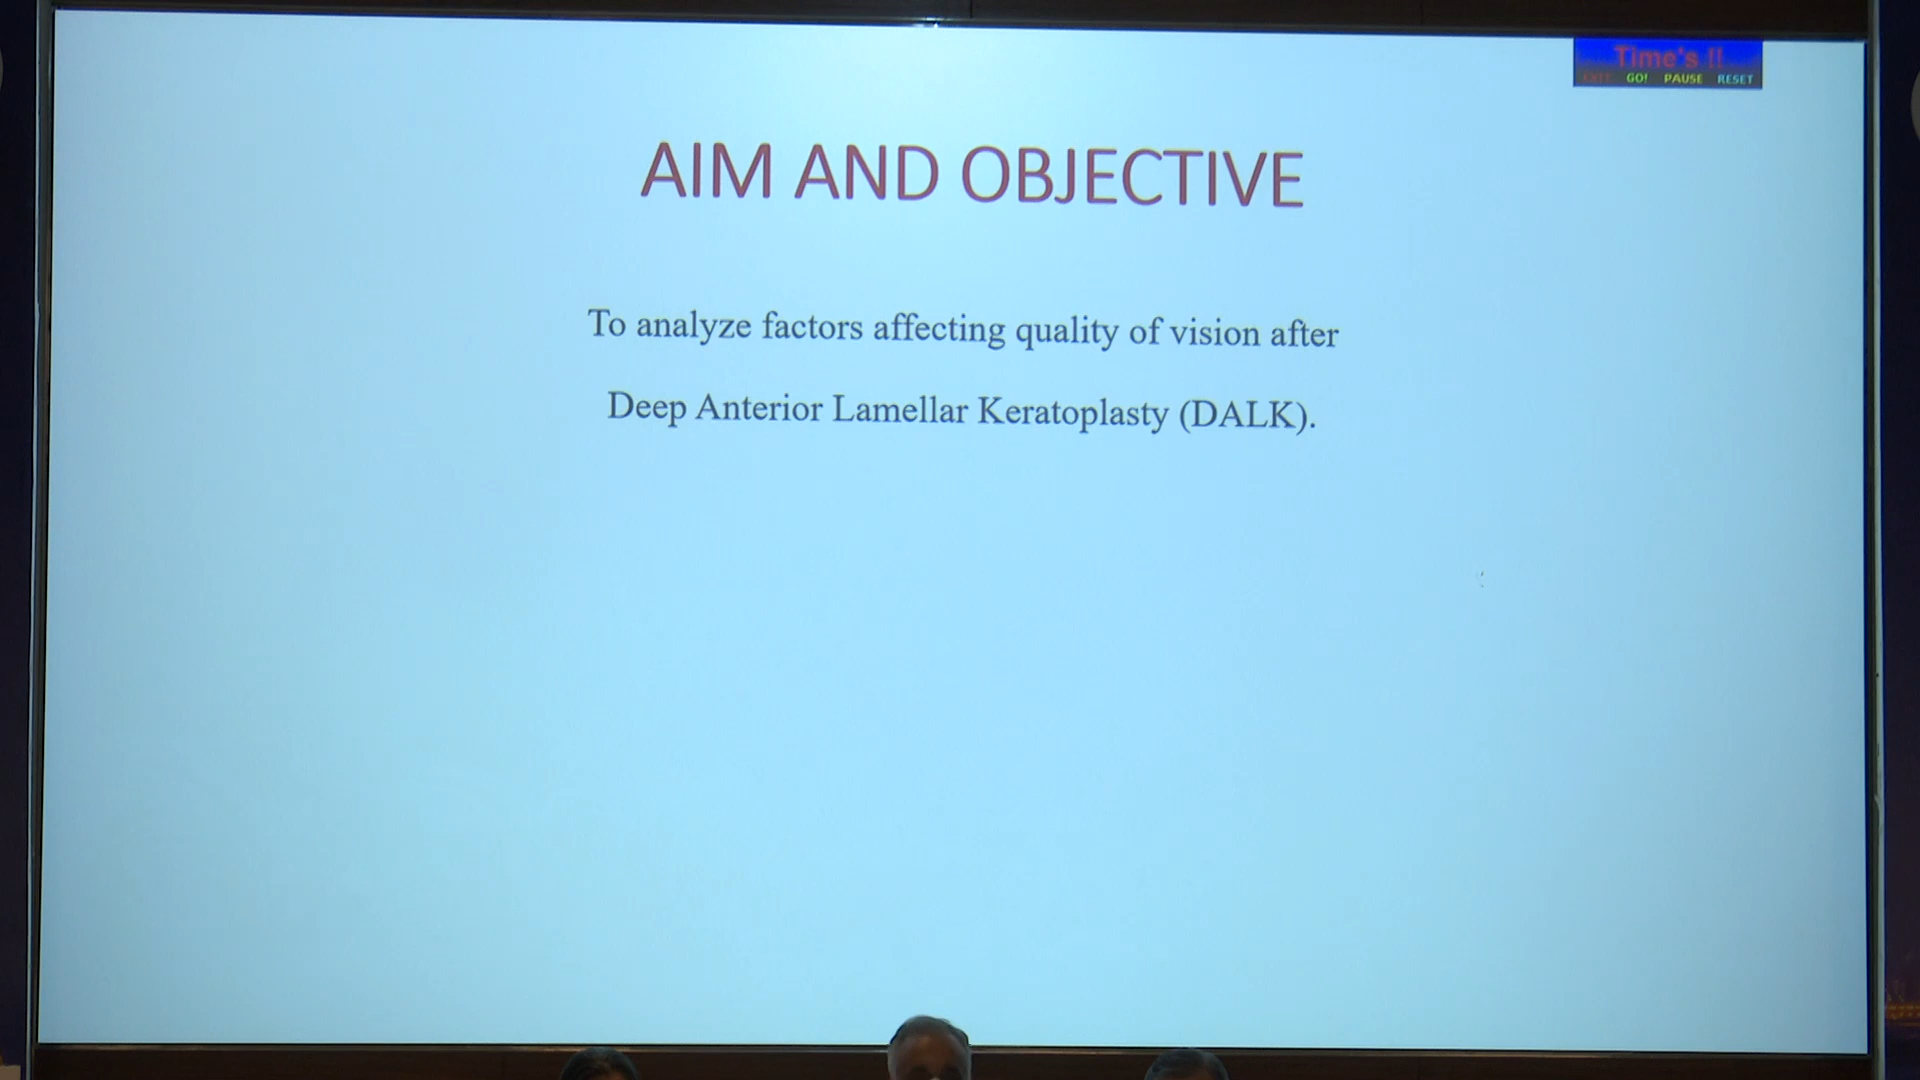 Time's !!
EXIT GO! PAUSE RESET
AIM AND OBJECTIVE
To analyze factors affecting quality of vision after
Deep Anterior Lamellar Keratoplasty (DALK).